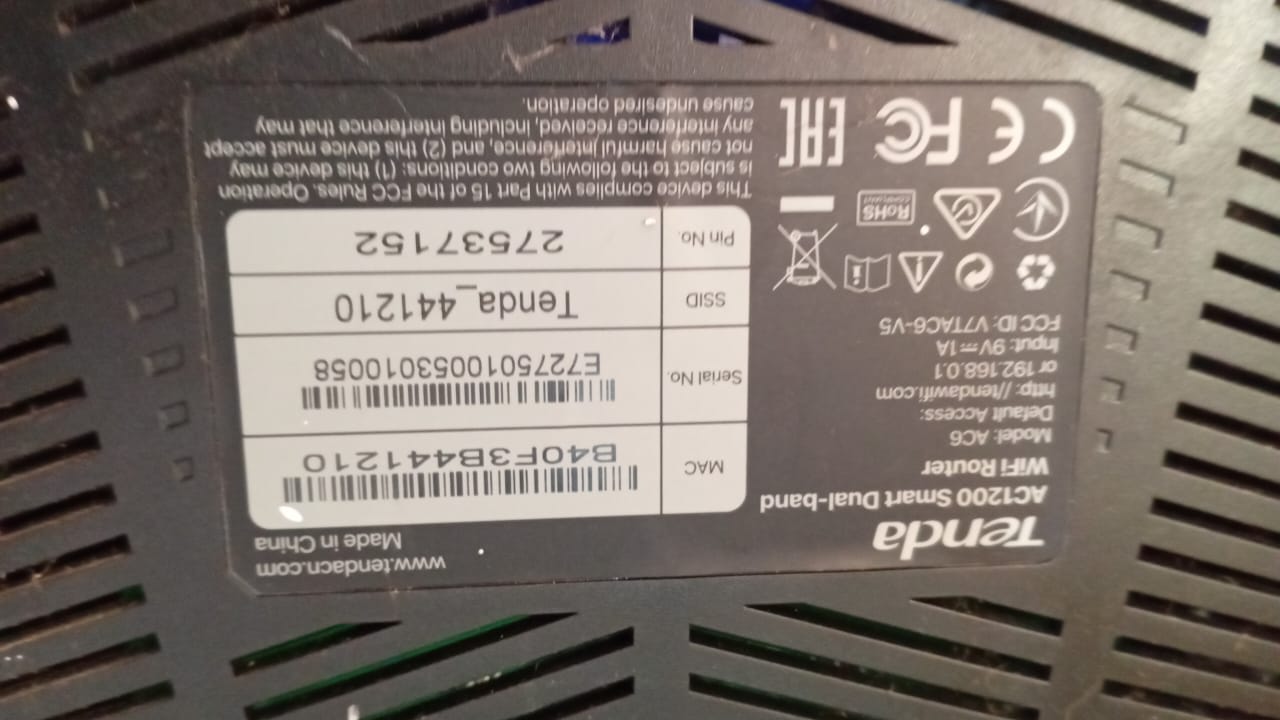 Tenda
AC1200 Smart Dual-band
WiFi Router
Model: AC6
Default Access:
http: //tendawifi.com
or 192.168.0.1
Input: 9V⎓1A
FCC ID: V7TAC6-V5
RoHS
COMPLIANT
CE FC EAC
www.tendacn.com
Made in China
MAC
B40F3B441210
Serial No.
E7275010053010058
SSID
Tenda_441210
Pin No.
27537152
This device complies with Part 15 of the FCC Rules. Operation
is subject to the following two conditions: (1) this device may
not cause harmful interference, and (2) this device must accept
any interference received, including interference that may
cause undesired operation.